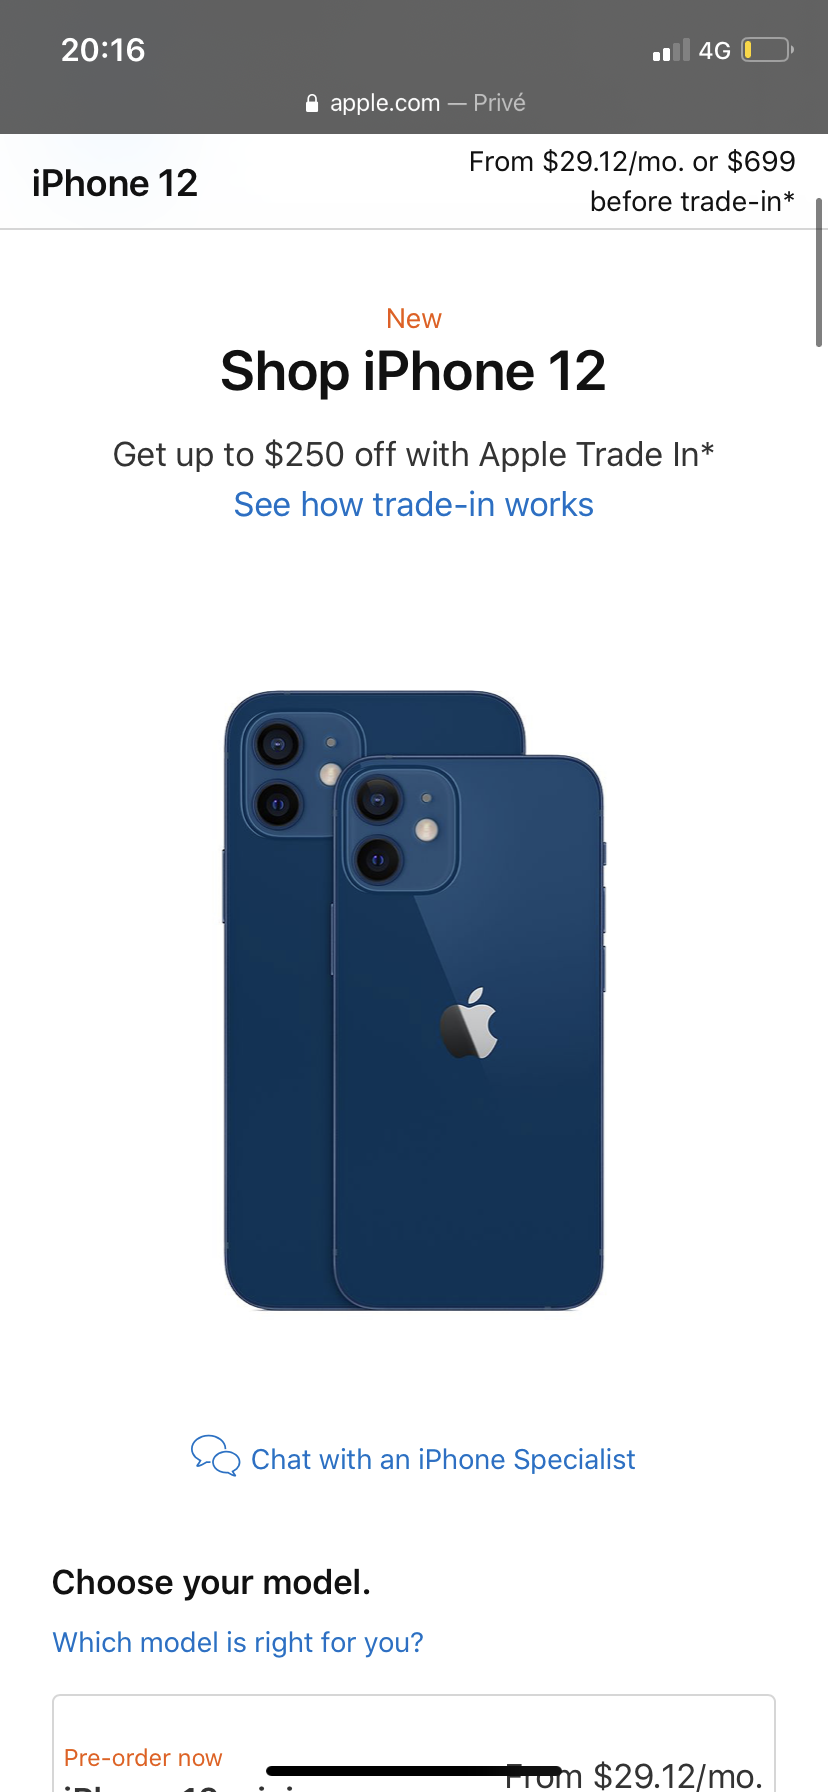 20:16
4G
apple.com — Privé
iPhone 12
From $29.12/mo. or $699
before trade-in*
New
Shop iPhone 12
Get up to $250 off with Apple Trade In*
See how trade-in works
Chat with an iPhone Specialist
Choose your model.
Which model is right for you?
Pre-order now
From $29.12/mo.